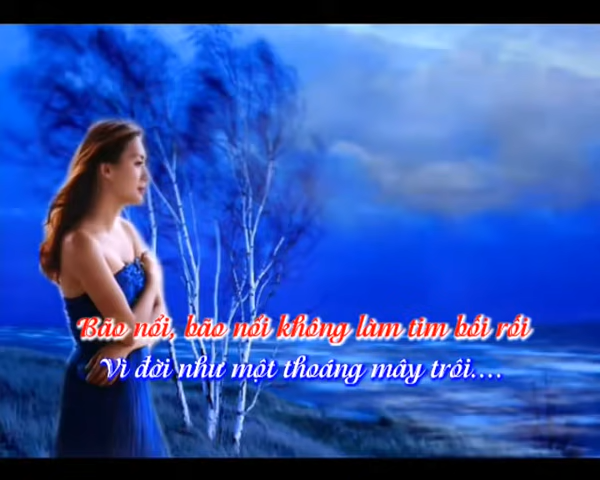 Bão nổi, bão nổi không làm tim bối rối
Vì đời như một thoáng mây trôi....